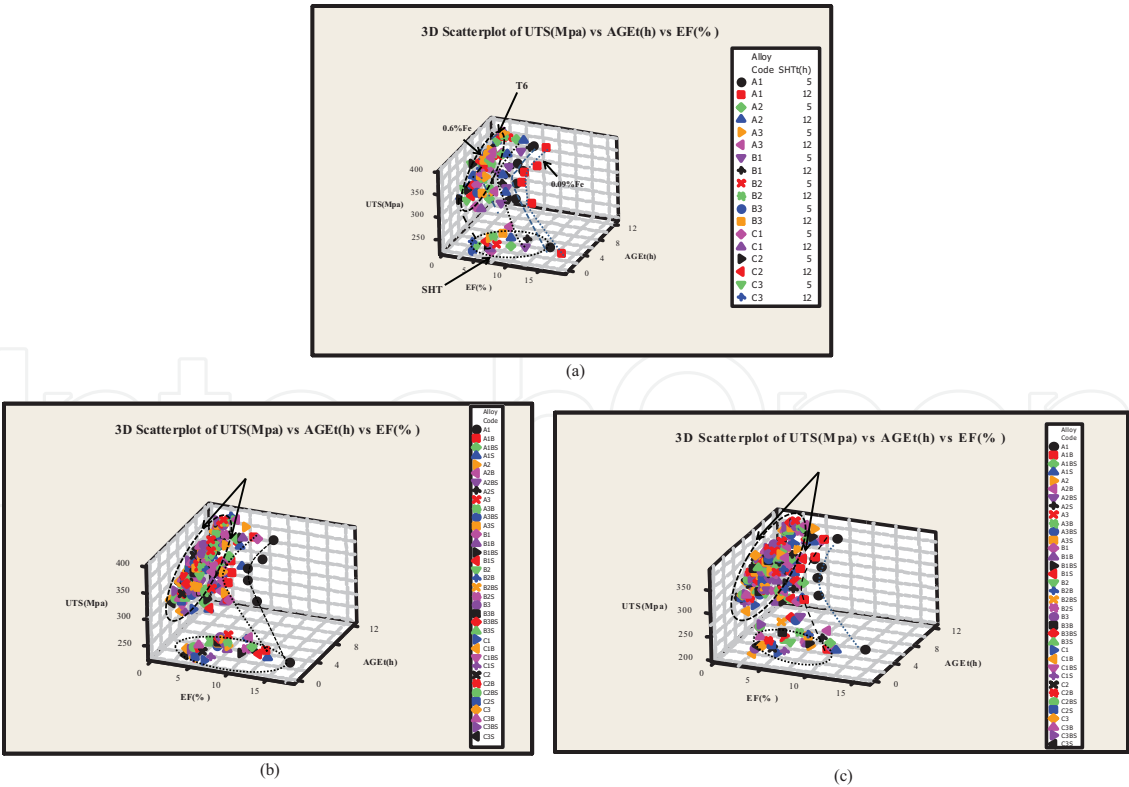 3D Scatterplot of UTS(Mpa) vs AGEt(h) vs EF(% )
Alloy
Code SHTt(h)
A1 5
A1 12
A2 5
A2 12
A3 5
A3 12
B1 5
B1 12
B2 5
B2 12
B3 5
B3 12
C1 5
C1 12
C2 5
C2 12
C3 5
C3 12
T6
0.6%Fe
0.09%Fe
400
350
300
250
UTS(Mpa)
12
8
4
0
AGEt(h)
0
5
10
15
EF(% )
SHT
(a)
3D Scatterplot of UTS(Mpa) vs AGEt(h) vs EF(% )
Alloy
Code
A1
A1B
A1BS
A1S
A2
A2B
A2BS
A2S
A3
A3B
A3BS
A3S
B1
B1B
B1BS
B1S
B2
B2B
B2BS
B2S
B3
B3B
B3BS
B3S
C1
C1B
C1BS
C1S
C2
C2B
C2BS
C2S
C3
C3B
C3BS
C3S
400
350
300
250
UTS(Mpa)
12
8
4
0
AGEt(h)
0
5
10
15
EF(% )
(b)
3D Scatterplot of UTS(Mpa) vs AGEt(h) vs EF(% )
Alloy
Code
A1
A1B
A1BS
A1S
A2
A2B
A2BS
A2S
A3
A3B
A3BS
A3S
B1
B1B
B1BS
B1S
B2
B2B
B2BS
B2S
B3
B3B
B3BS
B3S
C1
C1B
C1BS
C1S
C2
C2B
C2BS
C2S
C3
C3B
C3BS
C3S
350
300
250
200
UTS(Mpa)
12
8
4
0
AGEt(h)
0
5
10
15
EF(% )
(c)